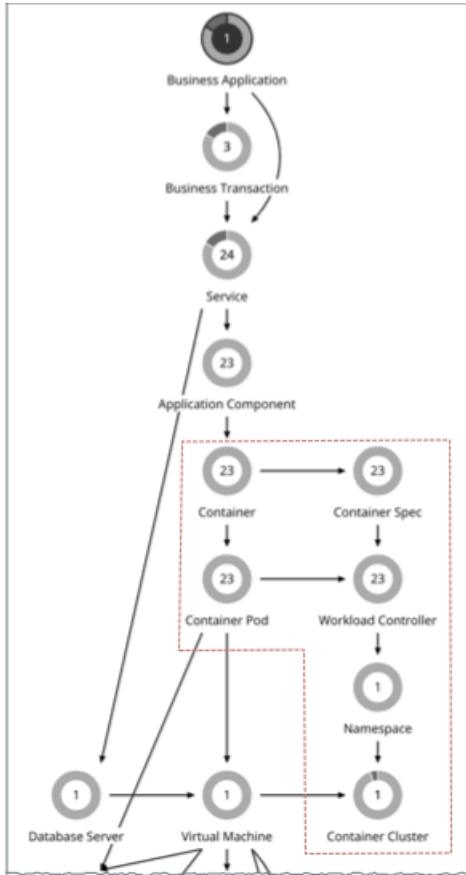 1
Business Application
3
Business Transaction
24
Service
23
Application Component
23
23
Container
Container Spec
23
23
Container Pod
Workload Controller
1
Namespace
1
1
1
Database Server
Virtual Machine
Container Cluster